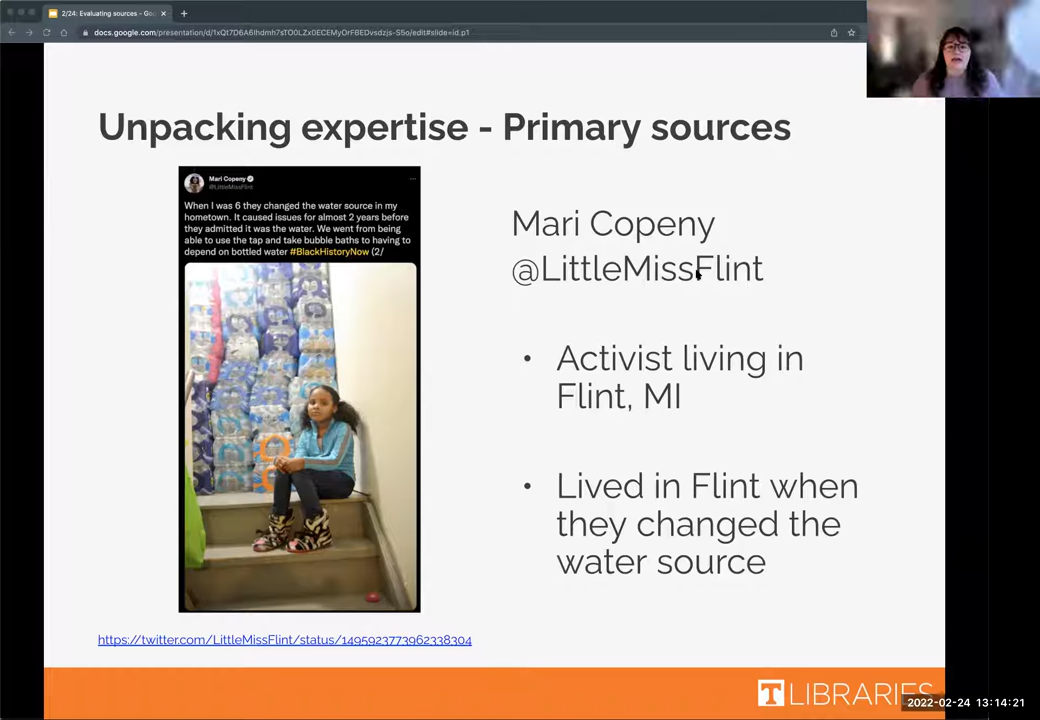 2/24: Evaluating sources - Goo
docs.google.com/presentation/d/1xQt7D6A6Ihdmh7sTO0LZx0ECEMyOrFBEDvsdzjs-S5o/edit#slide=id.p1
Unpacking expertise - Primary sources
Mari Copeny
@LittleMissFlint
When I was 6 they changed the water source in my
hometown. It caused issues for almost 2 years before
they admitted it was the water. We went from being
able to use the tap and take bubble baths to having to
depend on bottled water #BlackHistoryNow (2/
Mari Copeny
@LittleMissFlint
• Activist living in
Flint, MI
• Lived in Flint when
they changed the
water source
https://twitter.com/LittleMissFlint/status/1495923773962338304
T LIBRARIES
2022-02-24 13:14:21